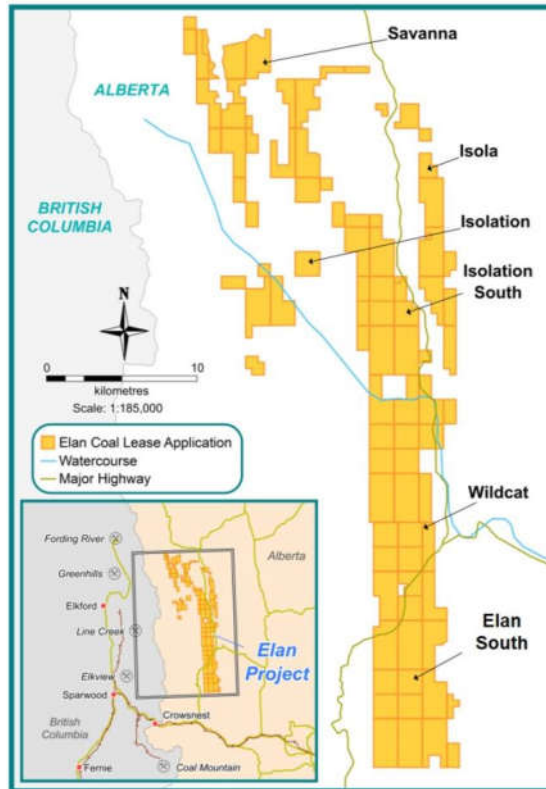 Savanna
ALBERTA
Isola
BRITISH
COLUMBIA
Isolation
Isolation
South
N
0
10
kilometres
Scale: 1:185,000
Elan Coal Lease Application
Watercourse
Major Highway
Wildcat
Elan
South
Fording River
Alberta
Greenhills
Elkford
Line Creek
Elan
Project
Elkview
Sparwood
Crowsnest
British
Columbia
Fernie
Coal Mountain